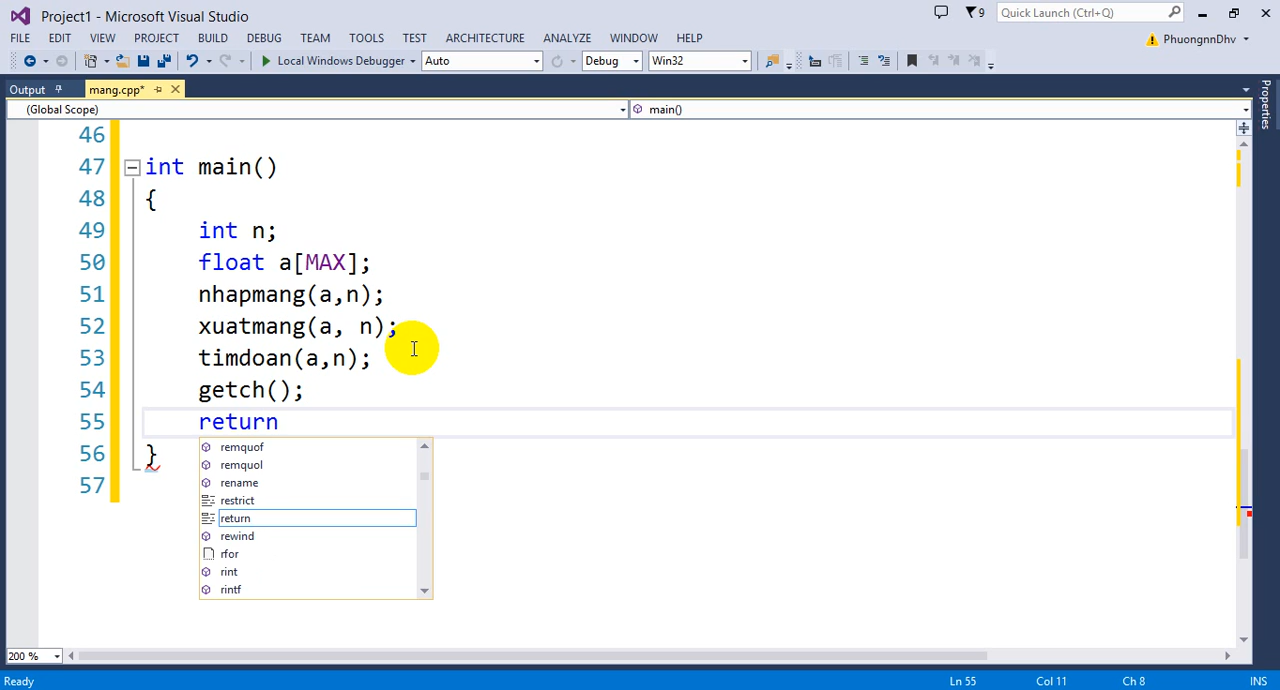 Project1 - Microsoft Visual Studio
9
Quick Launch (Ctrl+Q)
FILE EDIT VIEW PROJECT BUILD DEBUG TEAM TOOLS TEST ARCHITECTURE ANALYZE WINDOW HELP
PhuongnnDhv
Local Windows Debugger Auto Debug Win32
Output mang.cpp*
(Global Scope) main()
Properties
46
47 int main()
48 {
49 int n;
50 float a[MAX];
51 nhapmang(a,n);
52 xuatmang(a, n);
53 timdoan(a,n);
54 getch();
55 return
56 }
57
remquof
remquol
rename
restrict
return
rewind
rfor
rint
rintf
200 %
Ready Ln 55 Col 11 Ch 8 INS